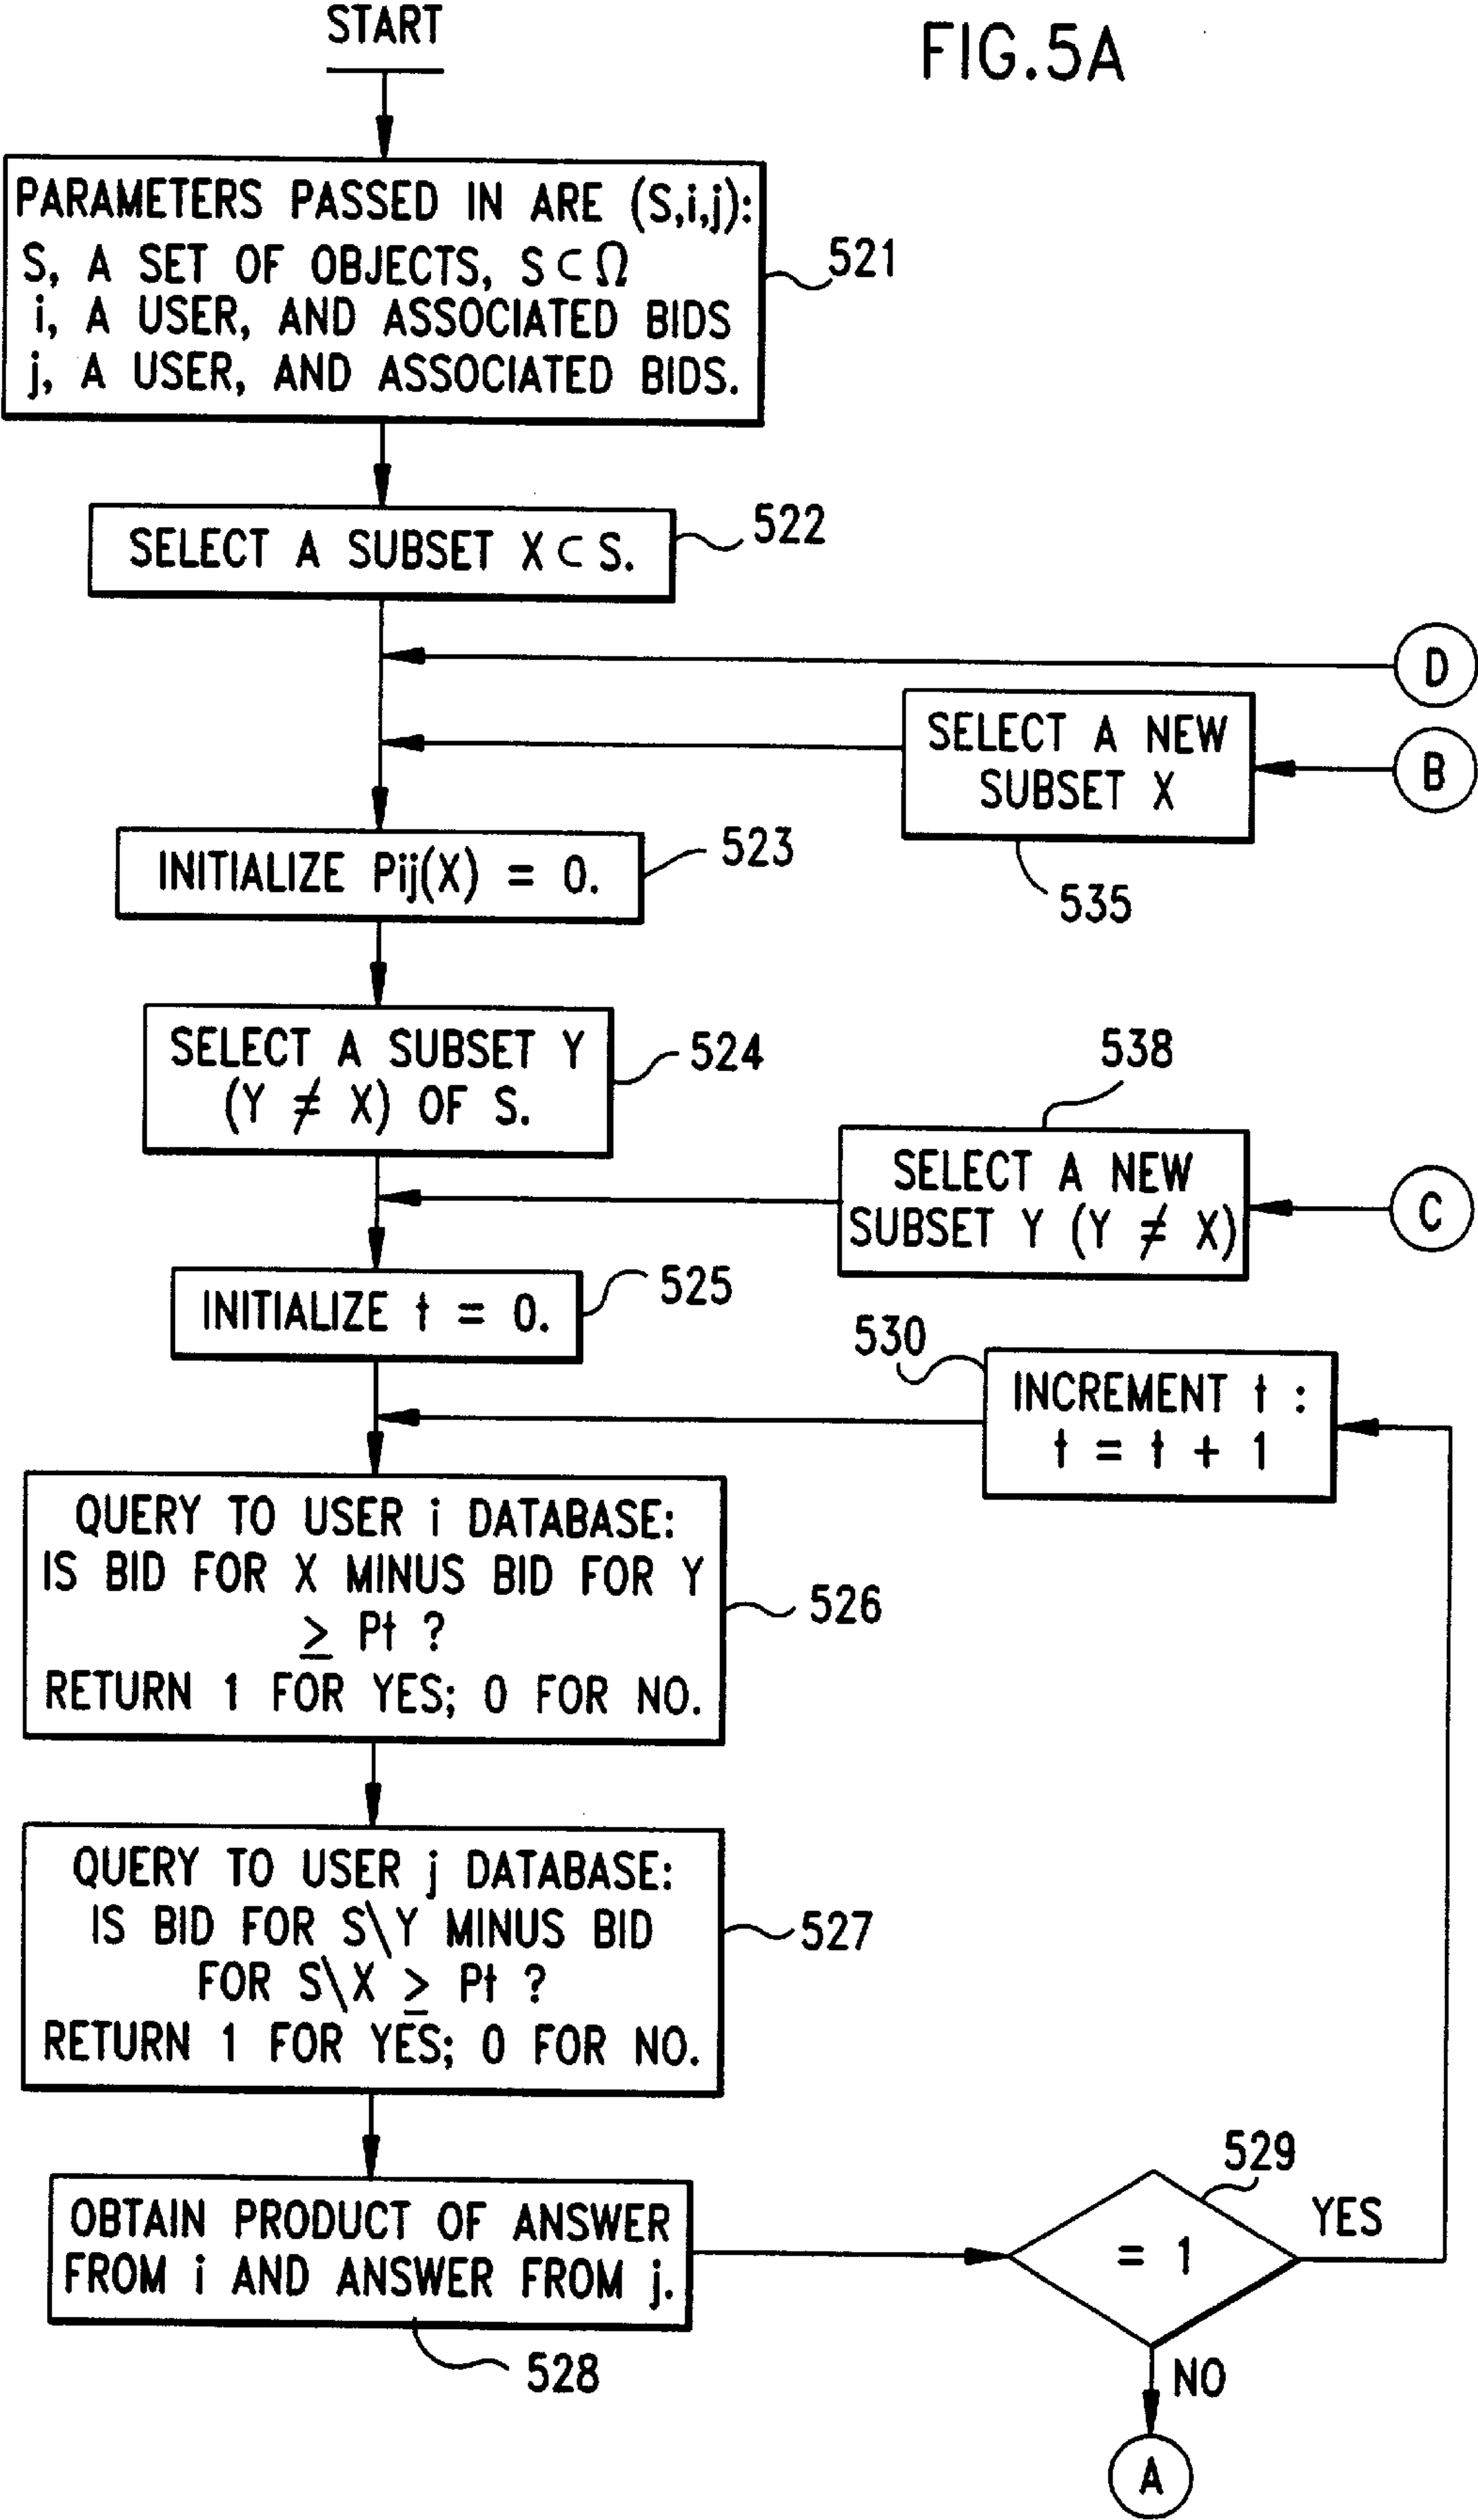 START
FIG.5A
PARAMETERS PASSED IN ARE (S,i,j):
S, A SET OF OBJECTS, S⊂Ω
i, A USER, AND ASSOCIATED BIDS
j, A USER, AND ASSOCIATED BIDS.
521
SELECT A SUBSET X⊂S.
522
D
SELECT A NEW
SUBSET X
B
535
INITIALIZE Pij(X) = 0.
523
SELECT A SUBSET Y
(Y ≠ X) OF S.
524
538
SELECT A NEW
SUBSET Y (Y ≠ X)
C
INITIALIZE t = 0.
525
530
INCREMENT t :
t = t + 1
QUERY TO USER i DATABASE:
IS BID FOR X MINUS BID FOR Y
≥ Pt ?
RETURN 1 FOR YES; 0 FOR NO.
526
QUERY TO USER j DATABASE:
IS BID FOR S\Y MINUS BID
FOR S\X ≥ Pt ?
RETURN 1 FOR YES; 0 FOR NO.
527
OBTAIN PRODUCT OF ANSWER
FROM i AND ANSWER FROM j.
528
529
= 1
YES
NO
A